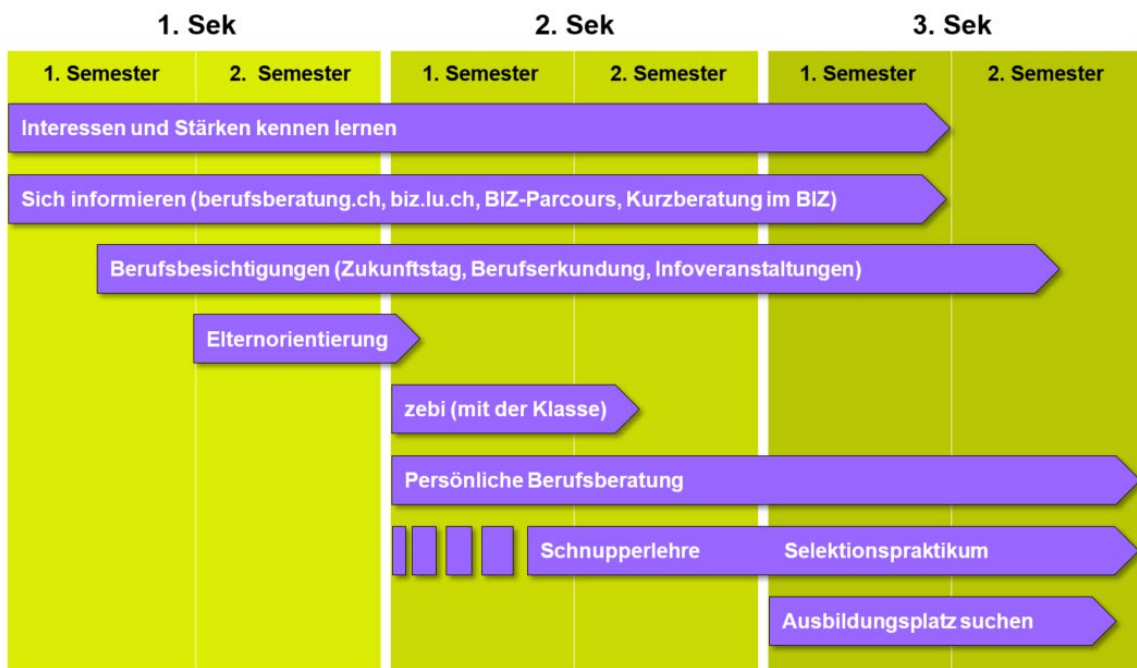 1. Sek
2. Sek
3. Sek
1. Semester
2. Semester
1. Semester
2. Semester
1. Semester
2. Semester
Interessen und Stärken kennen lernen
Sich informieren (berufsberatung.ch, biz.lu.ch, BIZ-Parcours, Kurzberatung im BIZ)
Berufsbesichtigungen (Zukunftstag, Berufserkundung, Infoveranstaltungen)
Elternorientierung
zebi (mit der Klasse)
Persönliche Berufsberatung
Schnupperlehre
Selektionspraktikum
Ausbildungsplatz suchen